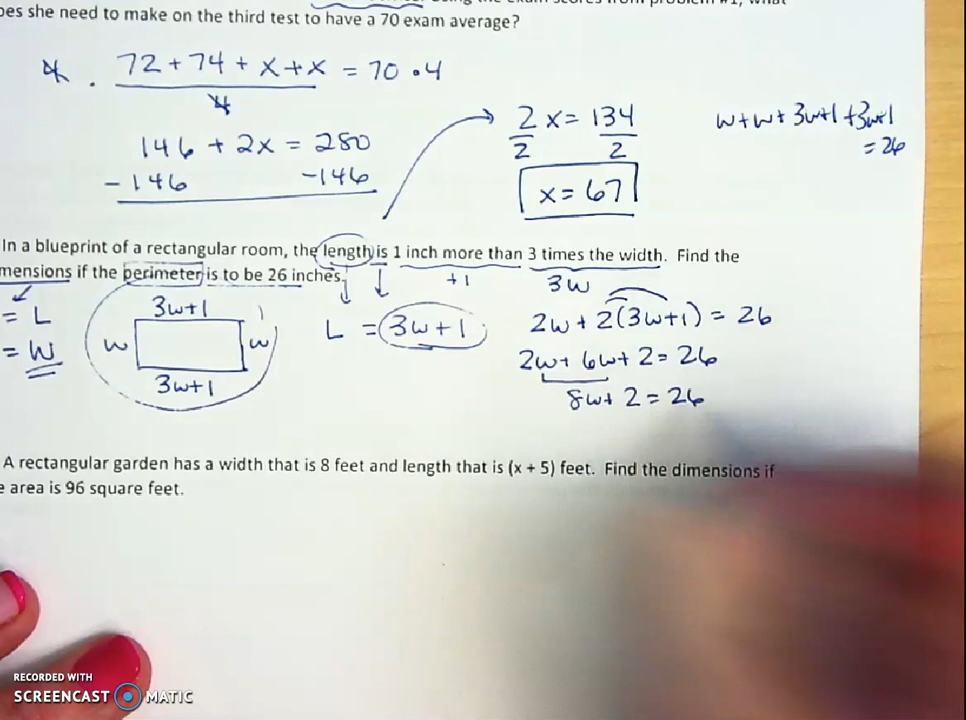 oes she need to make on the third test to have a 70 exam average?
4 · 72 + 74 + x + x = 70 · 4
4
146 + 2x = 280
-146 -146
2x = 134
2 2
x = 67
w+w+ 3w+1 +3w+1
= 26
In a blueprint of a rectangular room, the length is 1 inch more than 3 times the width. Find the
mensions if the perimeter is to be 26 inches.
+1 3w
= L
= W
3w+1
w w
3w+1
L = 3w+1
2w + 2(3w+1) = 26
2w + 6w + 2 = 26
8w + 2 = 26
A rectangular garden has a width that is 8 feet and length that is (x + 5) feet. Find the dimensions if
e area is 96 square feet.
RECORDED WITH
SCREENCAST MATIC